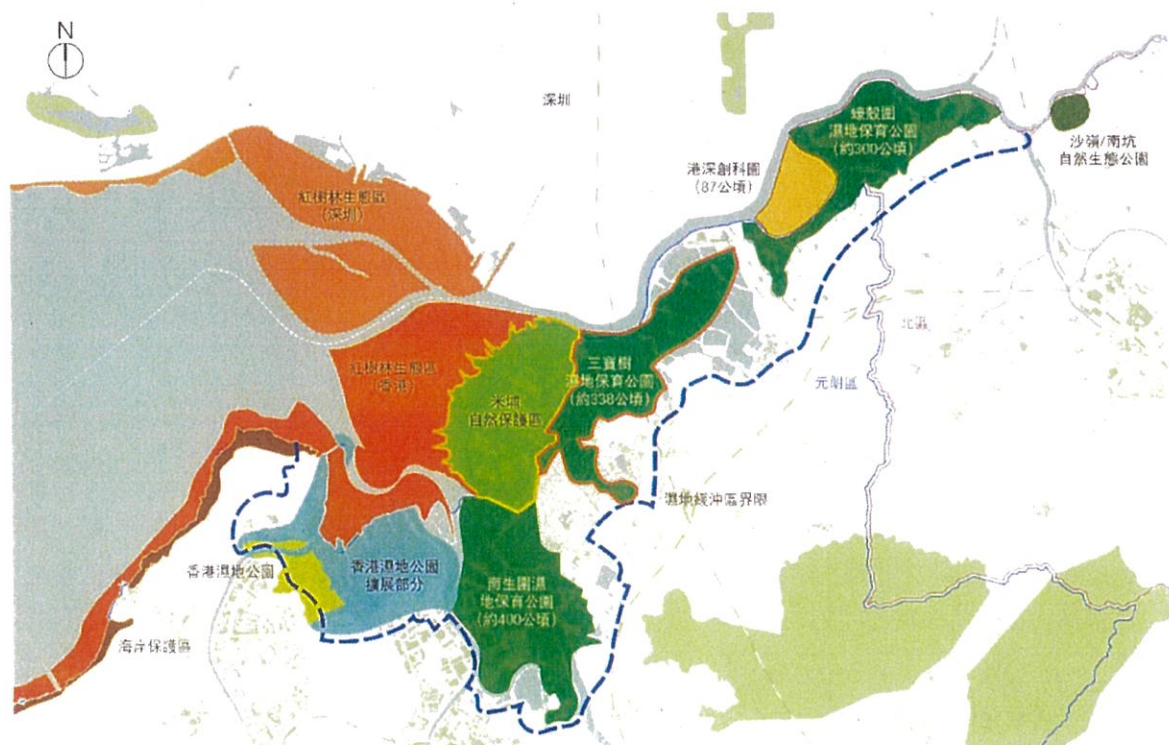 N
深圳
蠔殼圍
濕地保育公園
(約300公頃)
沙嶺/南坑
自然生態公園
港深創科園
(87公頃)
紅樹林生態區
(深圳)
北區
三寶樹
濕地保育公園
(約338公頃)
元朗區
紅樹林生態區
(香港)
米埔
自然保護區
濕地緩沖區界限
香港濕地公園
香港濕地公園
擴展部分
南生圍濕
地保育公園
(約400公頃)
海岸保護區